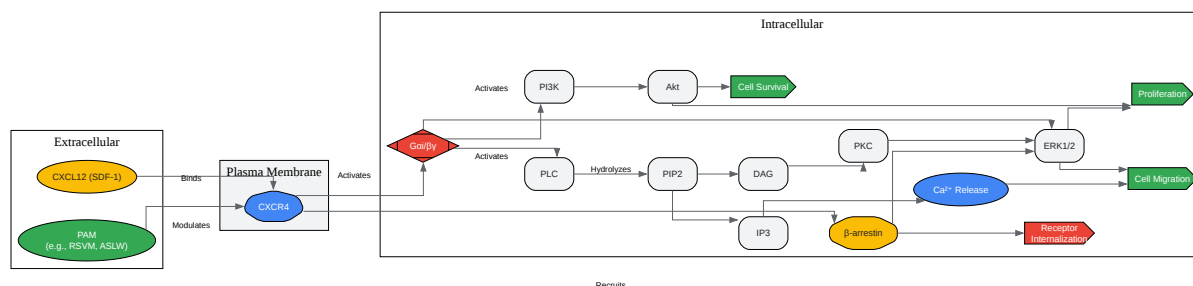 Intracellular
Extracellular
CXCL12 (SDF-1)
PAM
(e.g., RSVM, ASLW)
Binds
Modulates
Plasma Membrane
CXCR4
Activates
Gαi/βγ
Activates
Activates
PI3K
Akt
Cell Survival
Proliferation
PLC
Hydrolyzes
PIP2
DAG
PKC
ERK1/2
Cell Migration
IP3
Ca²⁺ Release
β-arrestin
Receptor
Internalization
Recruits